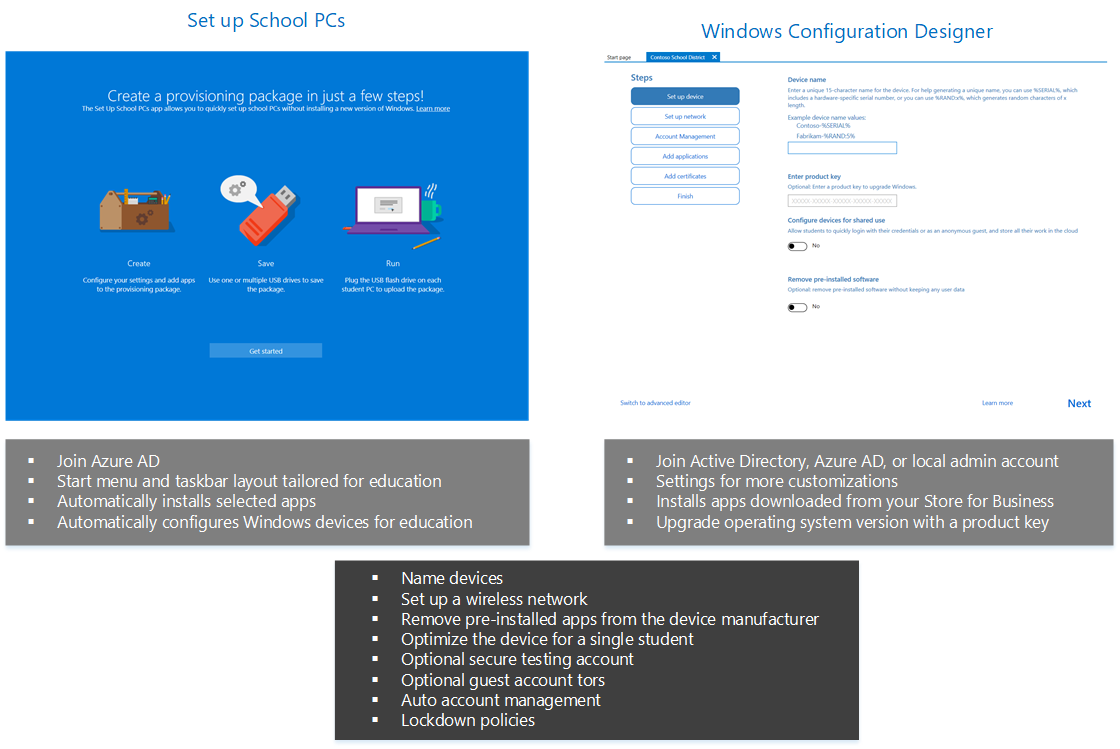 Set up School PCs
Create a provisioning package in just a few steps!
The Set Up School PCs app allows you to quickly set up school PCs without installing a new version of Windows. Learn more
Create
Configure your settings and add apps
to the provisioning package.
Save
Use one or multiple USB drives to save
the package.
Run
Plug the USB flash drive on each
student PC to upload the package.
Get started
Windows Configuration Designer
Start page
Contoso School District ✕
Steps
Set up device
Set up network
Account Management
Add applications
Add certificates
Finish
Device name
Enter a unique 15-character name for the device. For help generating a unique name, you can use %SERIAL%, which
includes a hardware-specific serial number, or you can use %RAND:x%, which generates random characters of x
length.
Example device name values:
Contoso-%SERIAL%
Fabrikam-%RAND:5%
Enter product key
Optional: Enter a product key to upgrade Windows.
XXXXX-XXXXX-XXXXX-XXXXX-XXXXX
Configure devices for shared use
Allow students to quickly login with their credentials or as an anonymous guest, and store all their work in the cloud
No
Remove pre-installed software
Optional: remove pre-installed software without keeping any user data
No
Switch to advanced editor
Learn more
Next
▪ Join Azure AD
▪ Start menu and taskbar layout tailored for education
▪ Automatically installs selected apps
▪ Automatically configures Windows devices for education
▪ Join Active Directory, Azure AD, or local admin account
▪ Settings for more customizations
▪ Installs apps downloaded from your Store for Business
▪ Upgrade operating system version with a product key
▪ Name devices
▪ Set up a wireless network
▪ Remove pre-installed apps from the device manufacturer
▪ Optimize the device for a single student
▪ Optional secure testing account
▪ Optional guest account tors
▪ Auto account management
▪ Lockdown policies